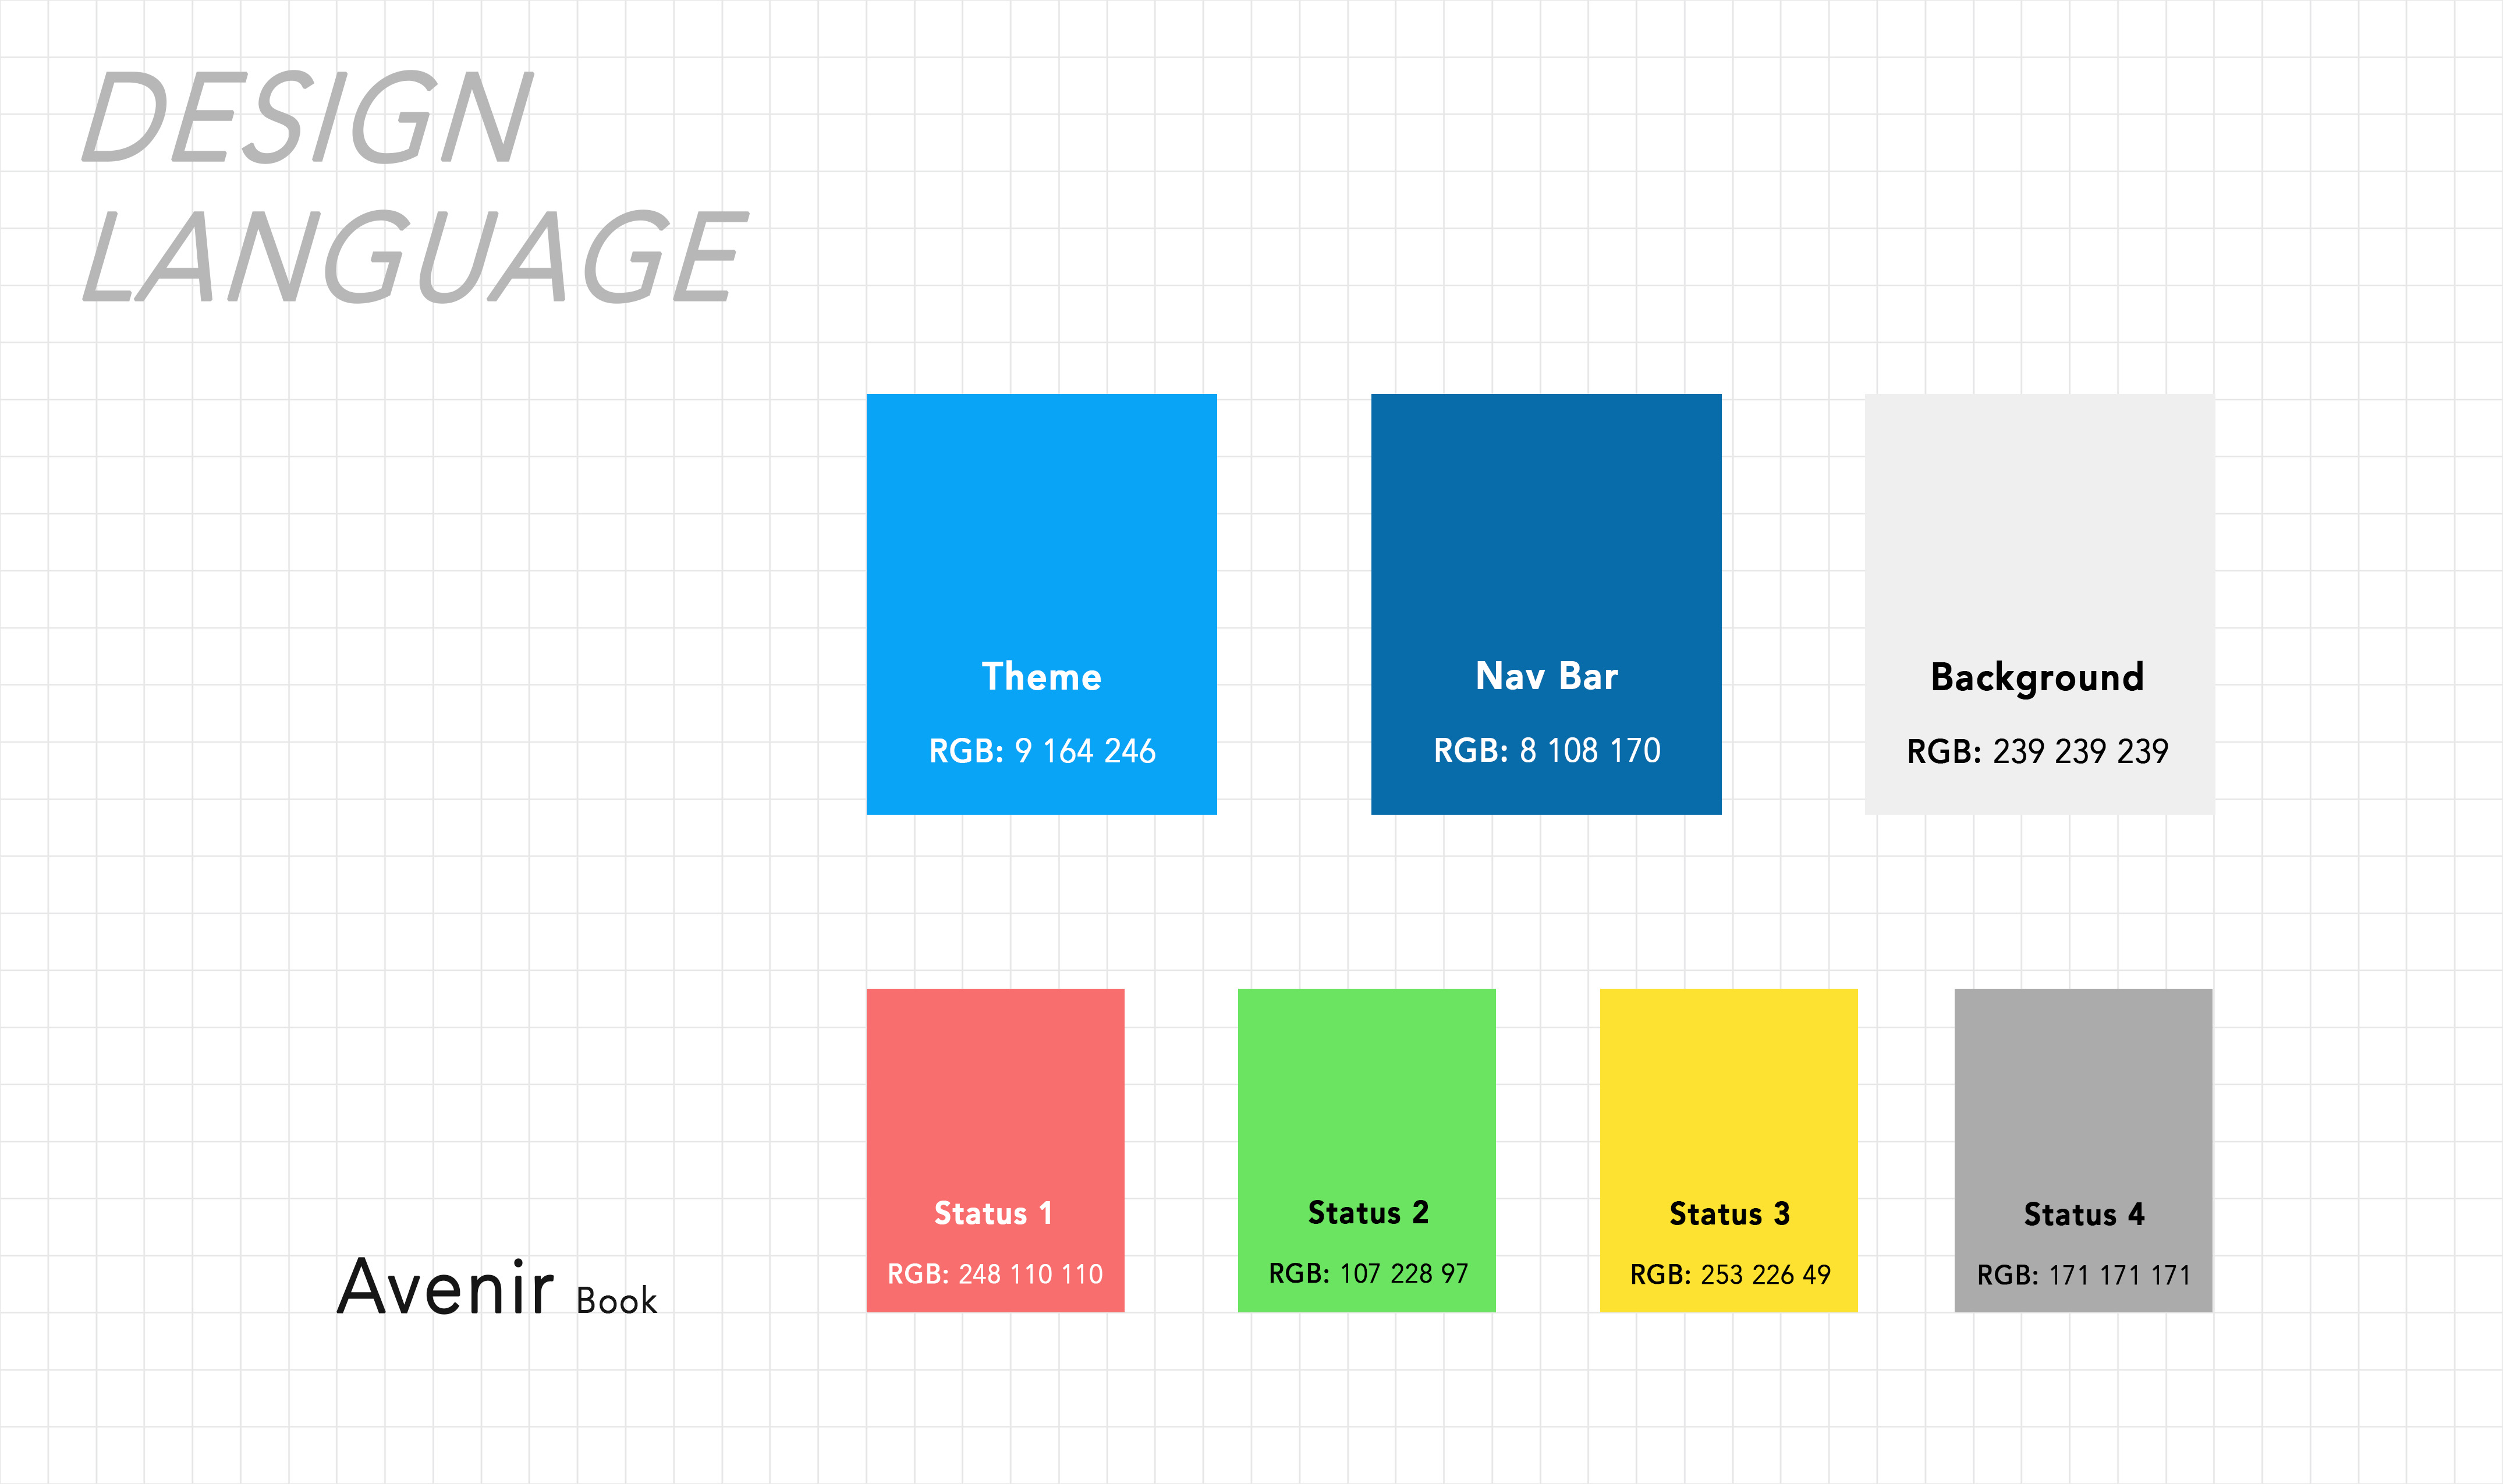 DESIGN
LANGUAGE
Theme
RGB: 9 164 246
Nav Bar
RGB: 8 108 170
Background
RGB: 239 239 239
Status 1
RGB: 248 110 110
Status 2
RGB: 107 228 97
Status 3
RGB: 253 226 49
Status 4
RGB: 171 171 171
Avenir Book